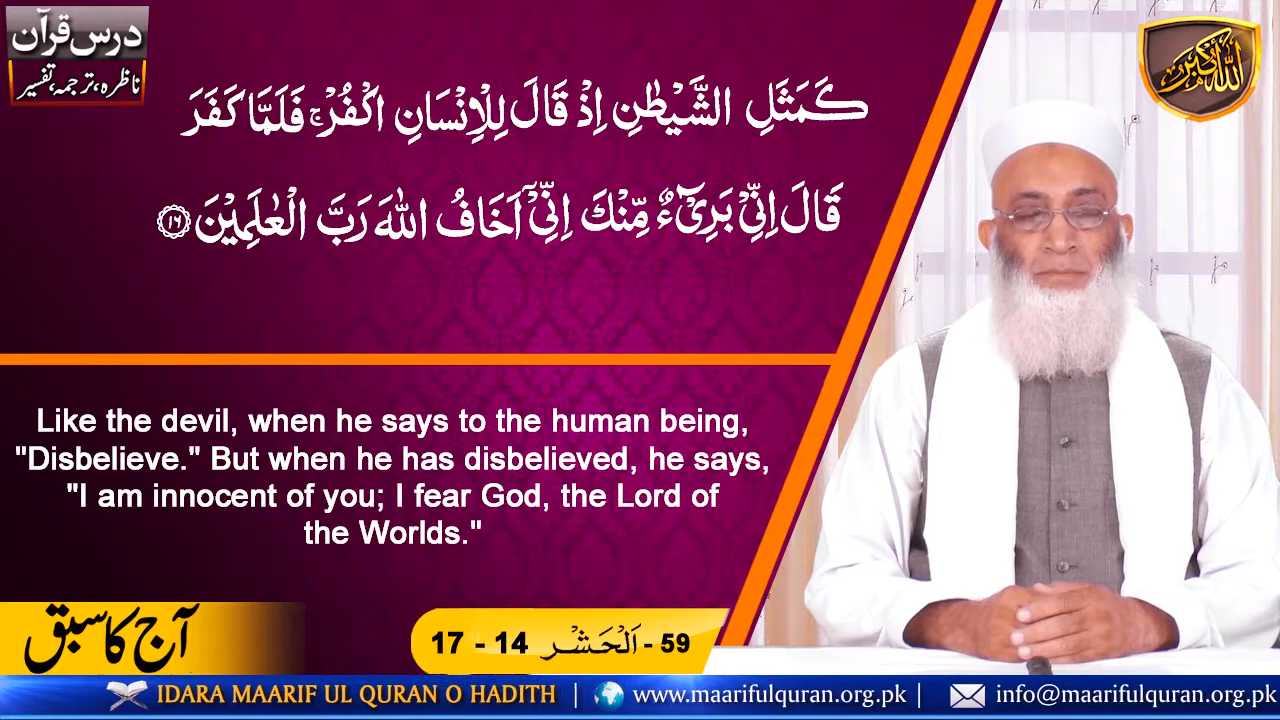 درس قرآن
ناظرہ، ترجمہ، تفسیر
اللہ اکبر
كَمَثَلِ الشَّيْطٰنِ اِذْ قَالَ لِلْاِنْسَانِ اكْفُرْ ۚ فَلَمَّا كَفَرَ
قَالَ اِنِّىْ بَرِىْٓءٌ مِّنْكَ اِنِّىْۤ اَخَافُ اللّٰهَ رَبَّ الْعٰلَمِيْنَ ۝۱۶
Like the devil, when he says to the human being,
"Disbelieve." But when he has disbelieved, he says,
"I am innocent of you; I fear God, the Lord of
the Worlds."
آج کا سبق
17 - 14 اَلْحَشْر - 59
IDARA MAARIF UL QURAN O HADITH | www.maarifulquran.org.pk | info@maarifulquran.org.pk